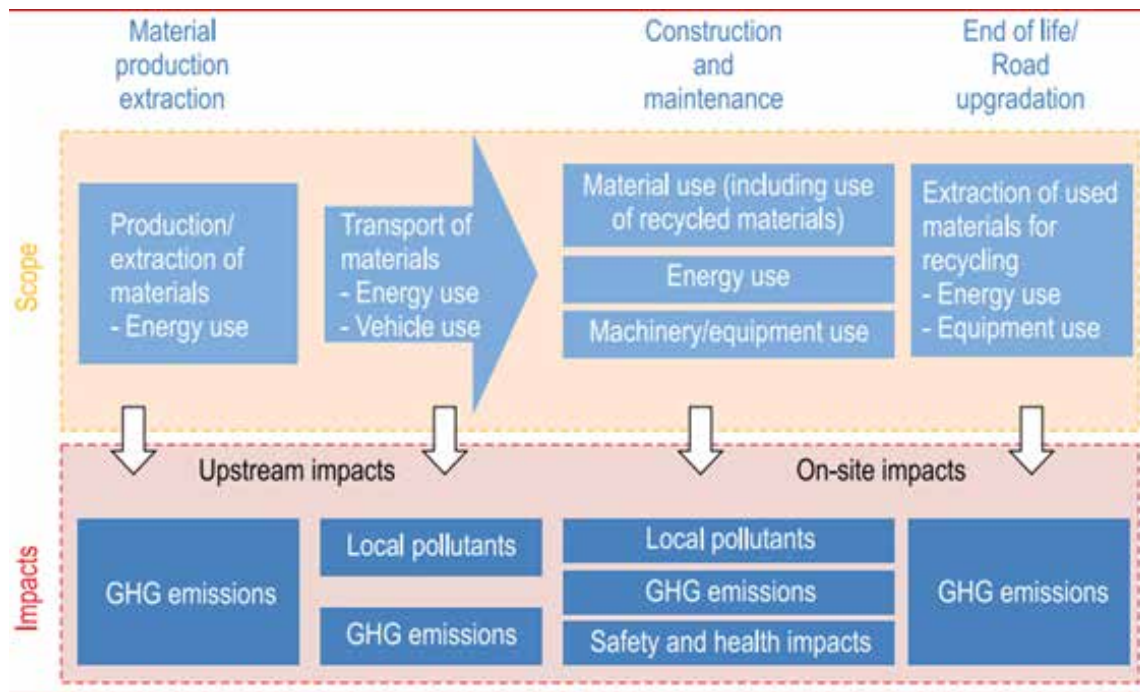 Material
production
extraction
Construction
and
maintenance
End of life/
Road
upgradation
Scope
Production/
extraction of
materials
- Energy use
Transport of
materials
- Energy use
- Vehicle use
Material use (including use
of recycled materials)
Energy use
Machinery/equipment use
Extraction of used
materials for
recycling
- Energy use
- Equipment use
Impacts
Upstream impacts
On-site impacts
GHG emissions
Local pollutants
GHG emissions
Local pollutants
GHG emissions
Safety and health impacts
GHG emissions